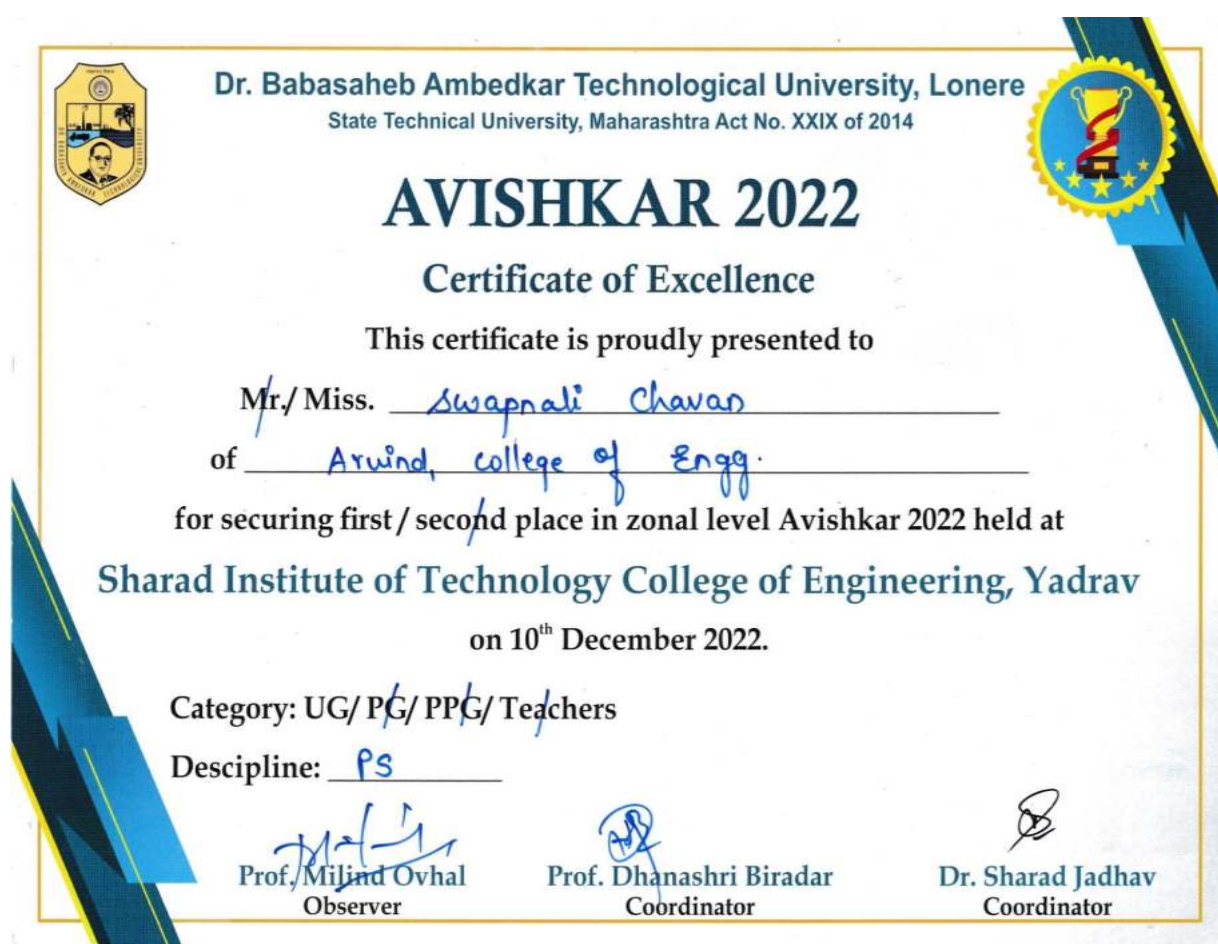 Dr. Babasaheb Ambedkar Technological University, Lonere
State Technical University, Maharashtra Act No. XXIX of 2014
AVISHKAR 2022
Certificate of Excellence
This certificate is proudly presented to
Mr./ Miss. Swapnali Chavan
of Arvind, college of Engg.
for securing first / second place in zonal level Avishkar 2022 held at
Sharad Institute of Technology College of Engineering, Yadrav
on 10th December 2022.
Category: UG/ PG/ PPG/ Teachers
Descipline: PS
Prof. Milind Ovhal
Observer
Prof. Dhanashri Biradar
Coordinator
Dr. Sharad Jadhav
Coordinator